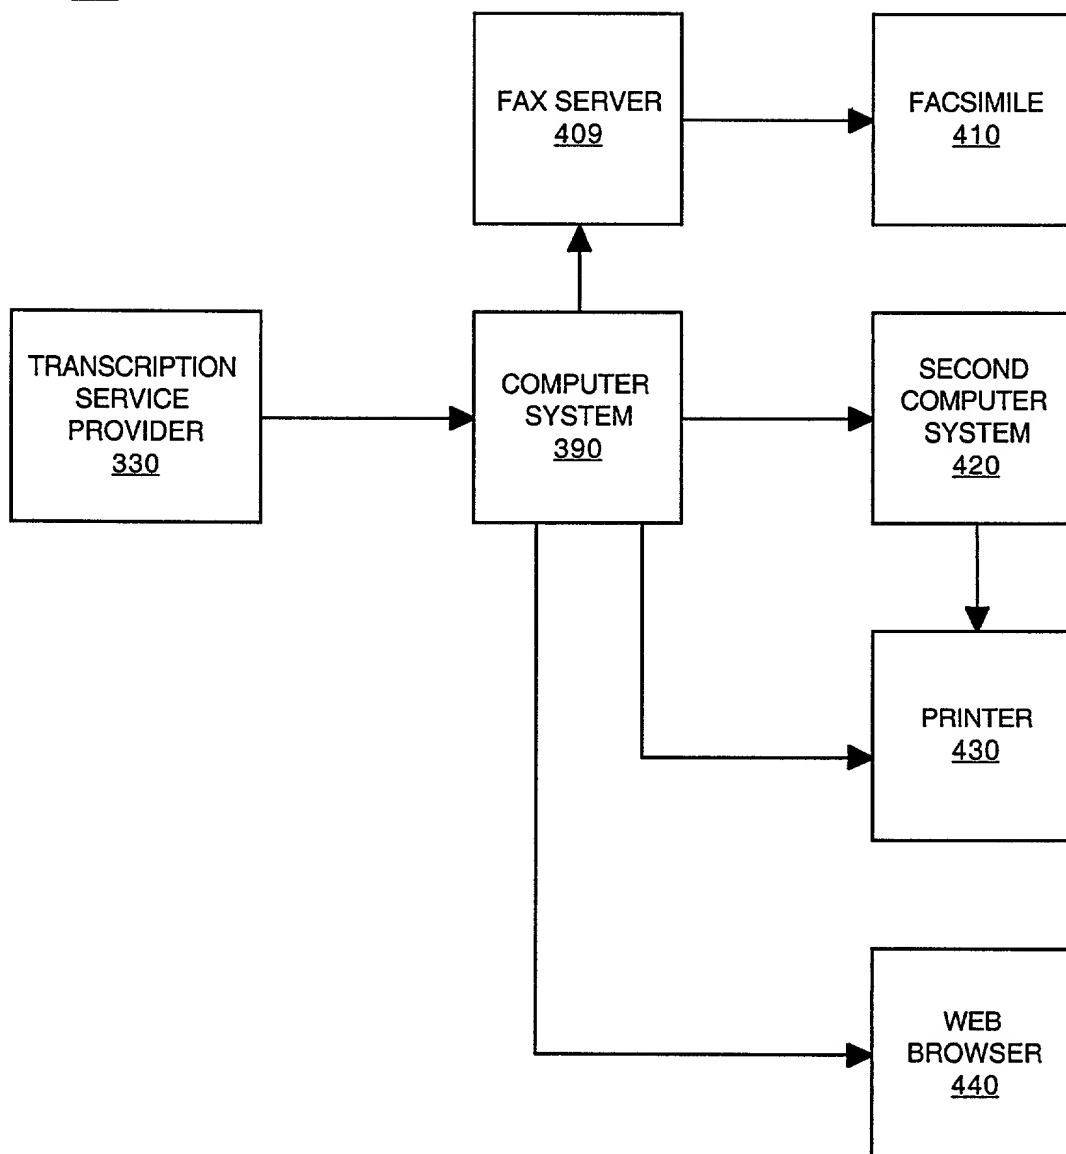 FAX SERVER
409
FACSIMILE
410
TRANSCRIPTION
SERVICE
PROVIDER
330
COMPUTER
SYSTEM
390
SECOND
COMPUTER
SYSTEM
420
PRINTER
430
WEB
BROWSER
440